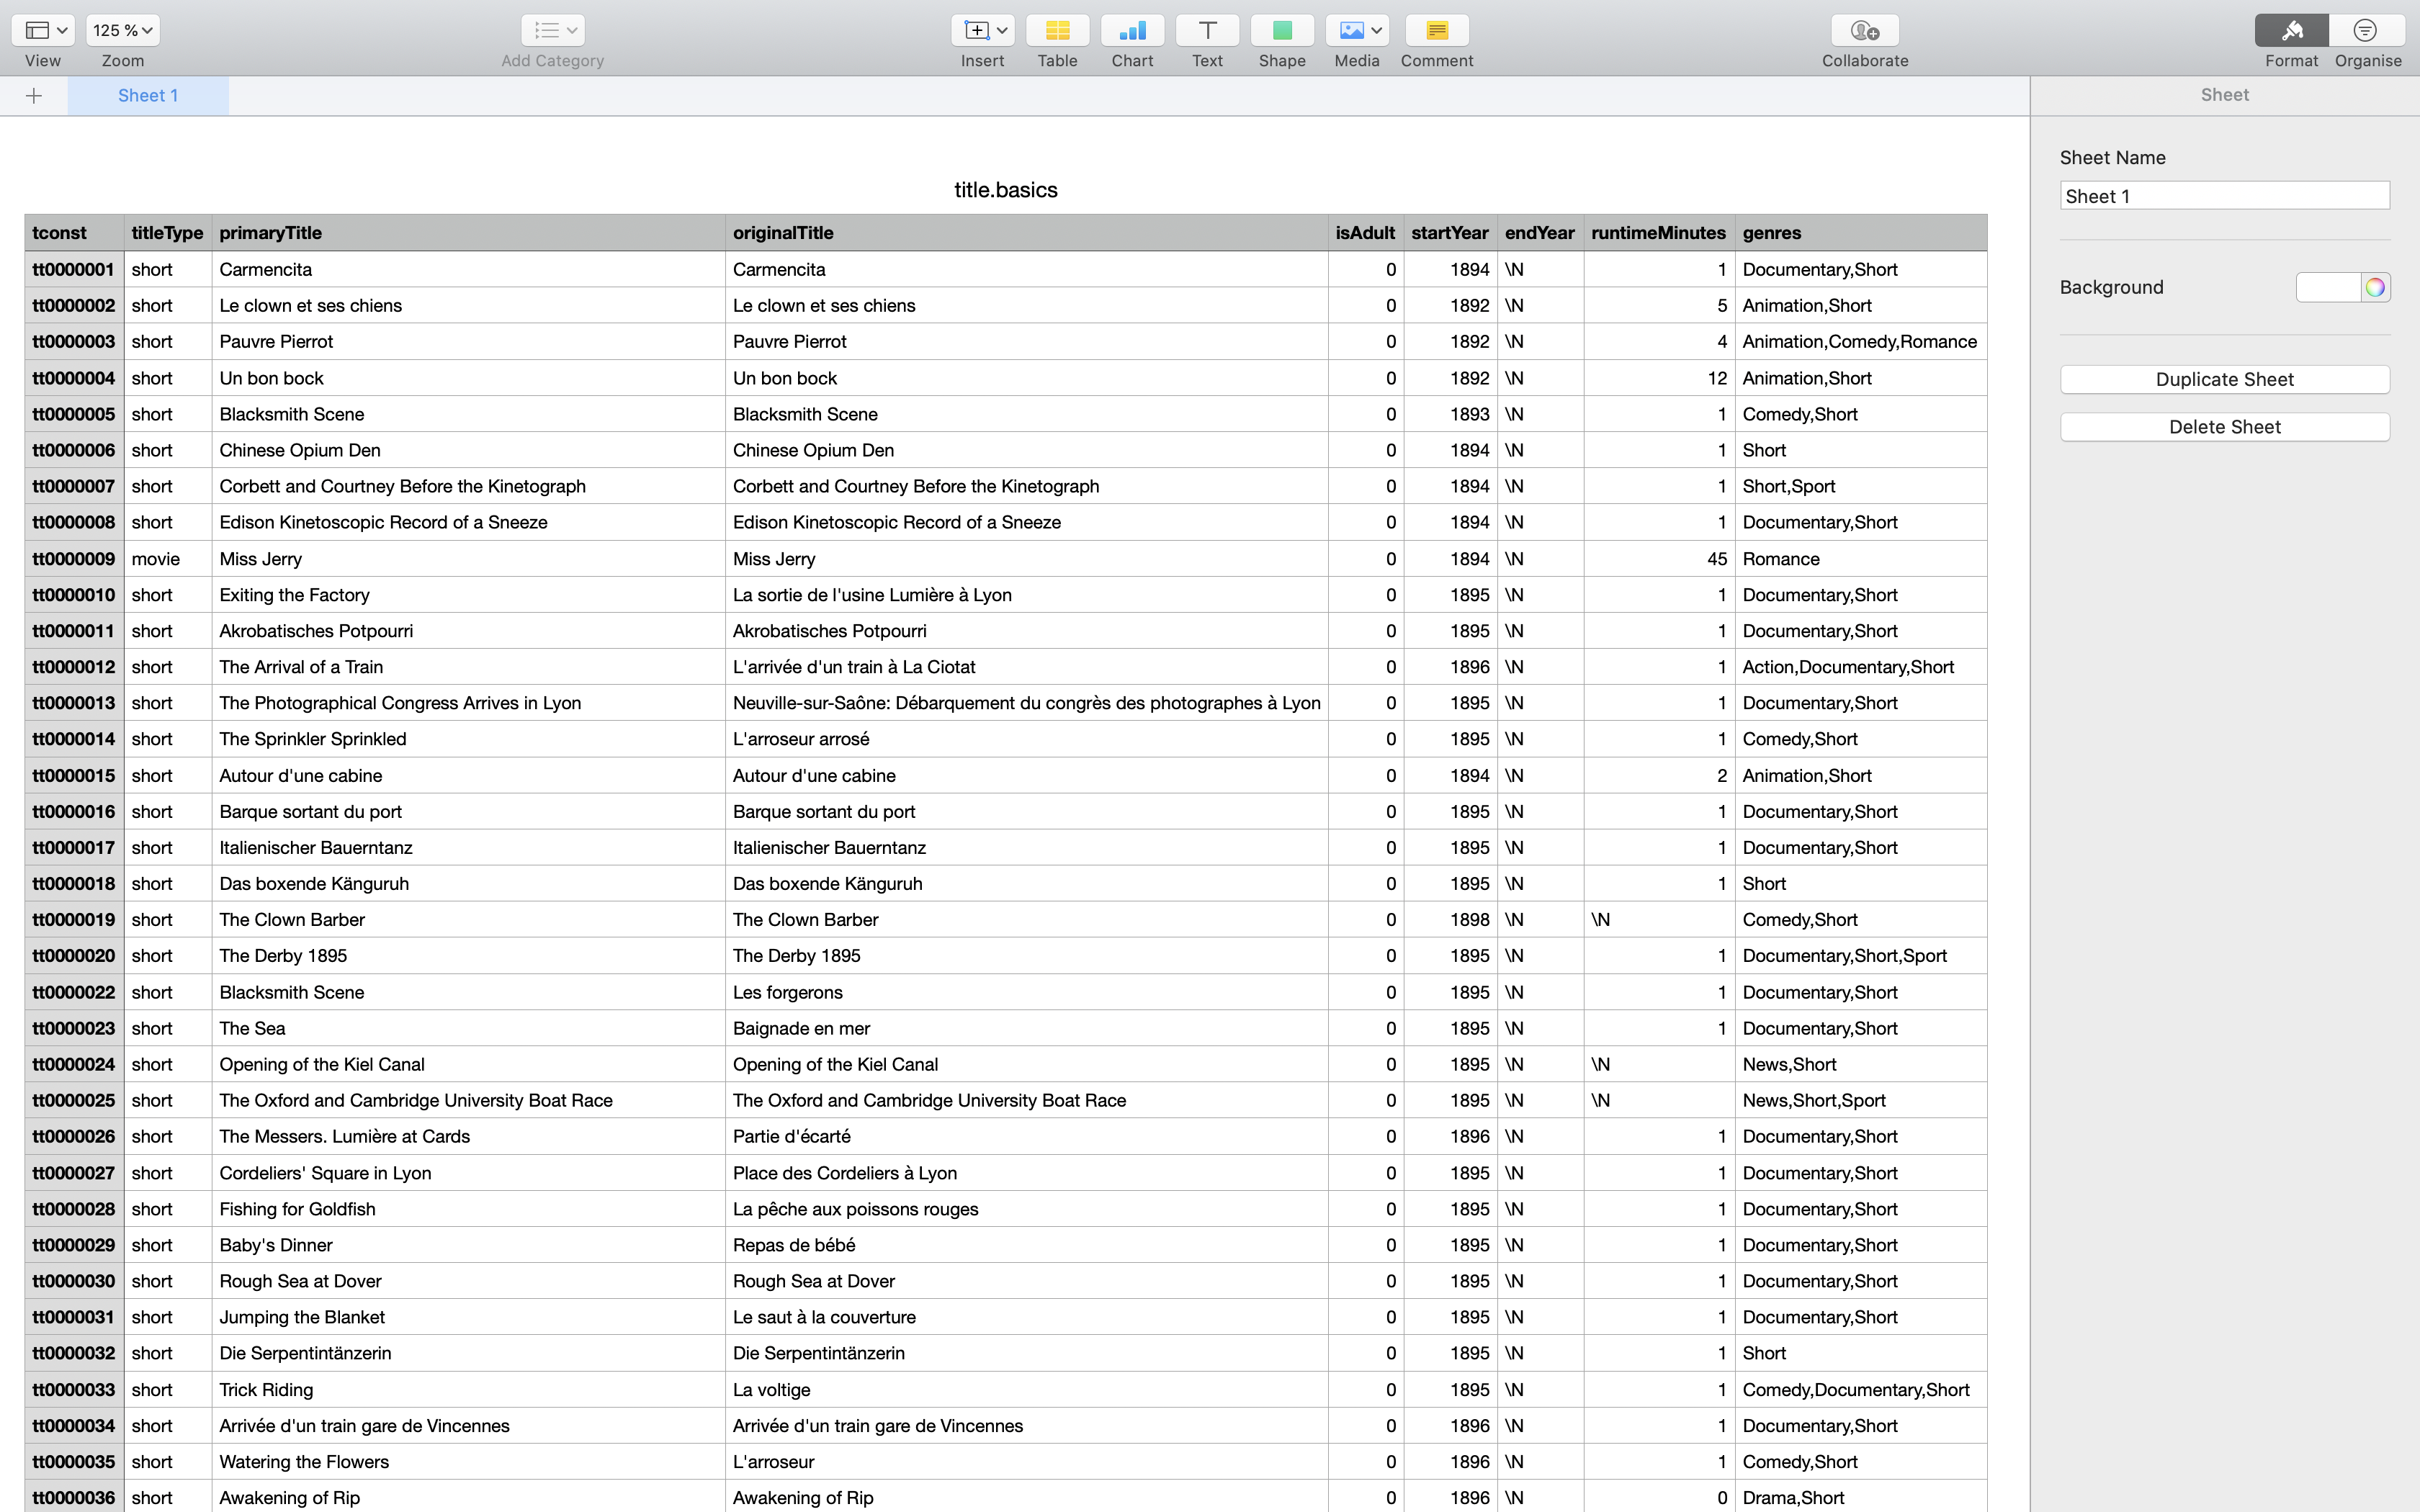 125 %
View Zoom Add Category Insert Table Chart Text Shape Media Comment Collaborate Format Organise
Sheet 1 Sheet
title.basics
Sheet Name
Sheet 1
Background
Duplicate Sheet
Delete Sheet
tconst titleType primaryTitle originalTitle isAdult startYear endYear runtimeMinutes genres
tt0000001 short Carmencita Carmencita 0 1894 \N 1 Documentary,Short
tt0000002 short Le clown et ses chiens Le clown et ses chiens 0 1892 \N 5 Animation,Short
tt0000003 short Pauvre Pierrot Pauvre Pierrot 0 1892 \N 4 Animation,Comedy,Romance
tt0000004 short Un bon bock Un bon bock 0 1892 \N 12 Animation,Short
tt0000005 short Blacksmith Scene Blacksmith Scene 0 1893 \N 1 Comedy,Short
tt0000006 short Chinese Opium Den Chinese Opium Den 0 1894 \N 1 Short
tt0000007 short Corbett and Courtney Before the Kinetograph Corbett and Courtney Before the Kinetograph 0 1894 \N 1 Short,Sport
tt0000008 short Edison Kinetoscopic Record of a Sneeze Edison Kinetoscopic Record of a Sneeze 0 1894 \N 1 Documentary,Short
tt0000009 movie Miss Jerry Miss Jerry 0 1894 \N 45 Romance
tt0000010 short Exiting the Factory La sortie de l'usine Lumière à Lyon 0 1895 \N 1 Documentary,Short
tt0000011 short Akrobatisches Potpourri Akrobatisches Potpourri 0 1895 \N 1 Documentary,Short
tt0000012 short The Arrival of a Train L'arrivée d'un train à La Ciotat 0 1896 \N 1 Action,Documentary,Short
tt0000013 short The Photographical Congress Arrives in Lyon Neuville-sur-Saône: Débarquement du congrès des photographes à Lyon 0 1895 \N 1 Documentary,Short
tt0000014 short The Sprinkler Sprinkled L'arroseur arrosé 0 1895 \N 1 Comedy,Short
tt0000015 short Autour d'une cabine Autour d'une cabine 0 1894 \N 2 Animation,Short
tt0000016 short Barque sortant du port Barque sortant du port 0 1895 \N 1 Documentary,Short
tt0000017 short Italienischer Bauerntanz Italienischer Bauerntanz 0 1895 \N 1 Documentary,Short
tt0000018 short Das boxende Känguruh Das boxende Känguruh 0 1895 \N 1 Short
tt0000019 short The Clown Barber The Clown Barber 0 1898 \N \N Comedy,Short
tt0000020 short The Derby 1895 The Derby 1895 0 1895 \N 1 Documentary,Short,Sport
tt0000022 short Blacksmith Scene Les forgerons 0 1895 \N 1 Documentary,Short
tt0000023 short The Sea Baignade en mer 0 1895 \N 1 Documentary,Short
tt0000024 short Opening of the Kiel Canal Opening of the Kiel Canal 0 1895 \N \N News,Short
tt0000025 short The Oxford and Cambridge University Boat Race The Oxford and Cambridge University Boat Race 0 1895 \N \N News,Short,Sport
tt0000026 short The Messers. Lumière at Cards Partie d'écarté 0 1896 \N 1 Documentary,Short
tt0000027 short Cordeliers' Square in Lyon Place des Cordeliers à Lyon 0 1895 \N 1 Documentary,Short
tt0000028 short Fishing for Goldfish La pêche aux poissons rouges 0 1895 \N 1 Documentary,Short
tt0000029 short Baby's Dinner Repas de bébé 0 1895 \N 1 Documentary,Short
tt0000030 short Rough Sea at Dover Rough Sea at Dover 0 1895 \N 1 Documentary,Short
tt0000031 short Jumping the Blanket Le saut à la couverture 0 1895 \N 1 Documentary,Short
tt0000032 short Die Serpentintänzerin Die Serpentintänzerin 0 1895 \N 1 Short
tt0000033 short Trick Riding La voltige 0 1895 \N 1 Comedy,Documentary,Short
tt0000034 short Arrivée d'un train gare de Vincennes Arrivée d'un train gare de Vincennes 0 1896 \N 1 Documentary,Short
tt0000035 short Watering the Flowers L'arroseur 0 1896 \N 1 Comedy,Short
tt0000036 short Awakening of Rip Awakening of Rip 0 1896 \N 0 Drama,Short